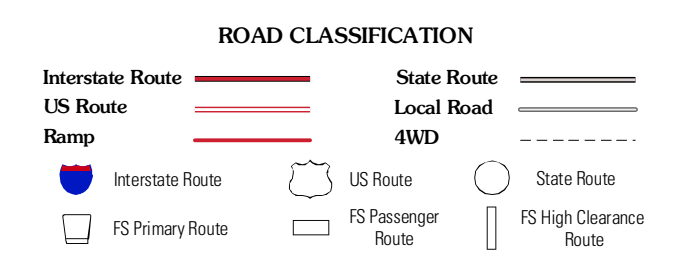 ROAD CLASSIFICATION
Interstate Route
State Route
US Route
Local Road
Ramp
4WD
Interstate Route
US Route
State Route
FS Primary Route
FS Passenger
Route
FS High Clearance
Route